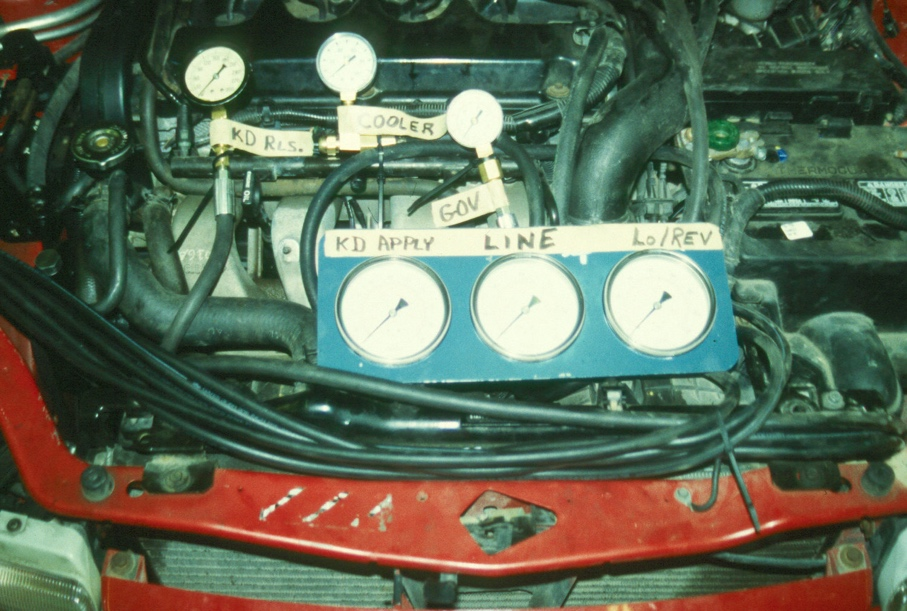 KD RLS.
COOLER
GOV
KD APPLY
LINE
LO/REV